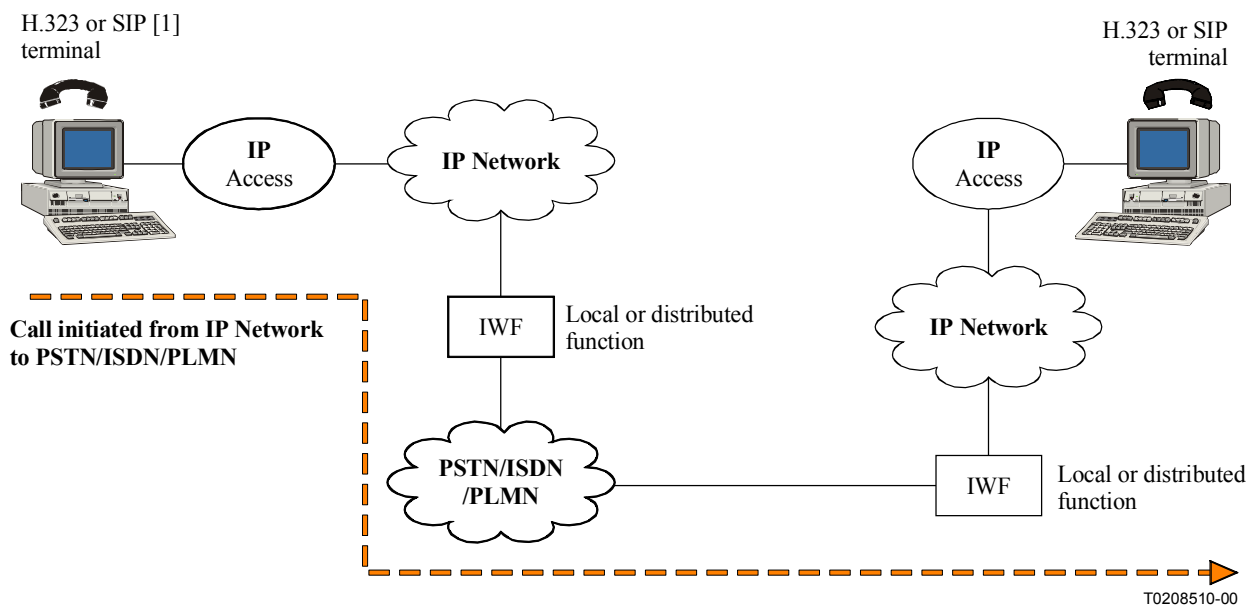 H.323 or SIP [1]
terminal
H.323 or SIP
terminal
IP
Access
IP Network
IP
Access
IWF
Local or distributed
function
IP Network
Call initiated from IP Network
to PSTN/ISDN/PLMN
PSTN/ISDN
/PLMN
IWF
Local or distributed
function
T0208510-00